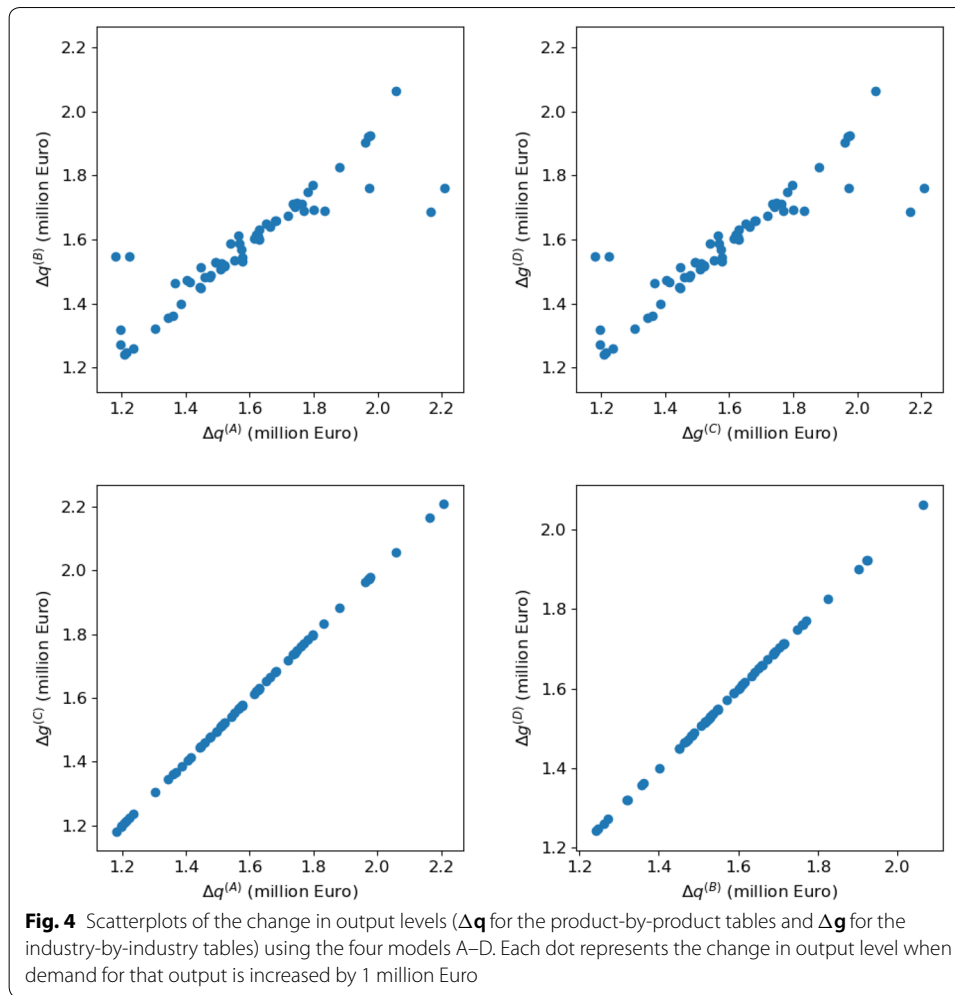 2.2
2.0
1.8
1.6
1.4
1.2
Δq^(B) (million Euro)
1.2 1.4 1.6 1.8 2.0 2.2
Δq^(A) (million Euro)
2.2
2.0
1.8
1.6
1.4
1.2
Δg^(D) (million Euro)
1.2 1.4 1.6 1.8 2.0 2.2
Δg^(C) (million Euro)
2.2
2.0
1.8
1.6
1.4
1.2
Δg^(C) (million Euro)
1.2 1.4 1.6 1.8 2.0 2.2
Δq^(A) (million Euro)
2.0
1.8
1.6
1.4
1.2
Δg^(D) (million Euro)
1.2 1.4 1.6 1.8 2.0
Δq^(B) (million Euro)
Fig. 4 Scatterplots of the change in output levels (Δq for the product-by-product tables and Δg for the
industry-by-industry tables) using the four models A–D. Each dot represents the change in output level when
demand for that output is increased by 1 million Euro